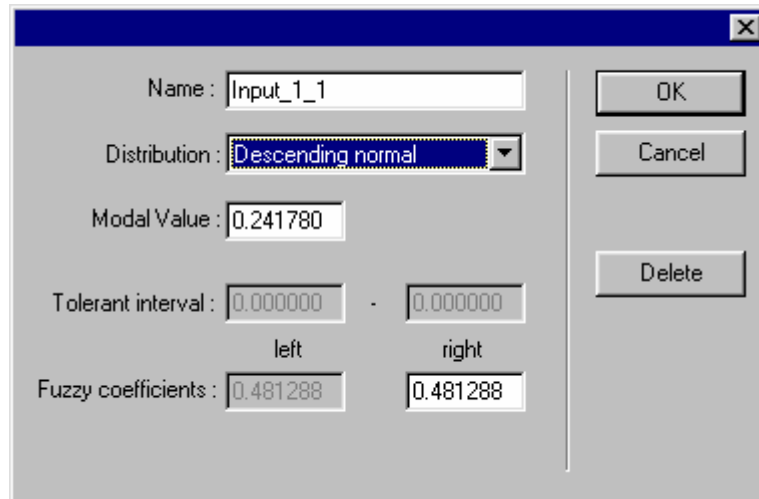 Name : Input_1_1
OK
Distribution : Descending normal
Cancel
Modal Value : 0.241780
Delete
Tolerant interval : 0.000000 - 0.000000
left right
Fuzzy coefficients : 0.481288 0.481288